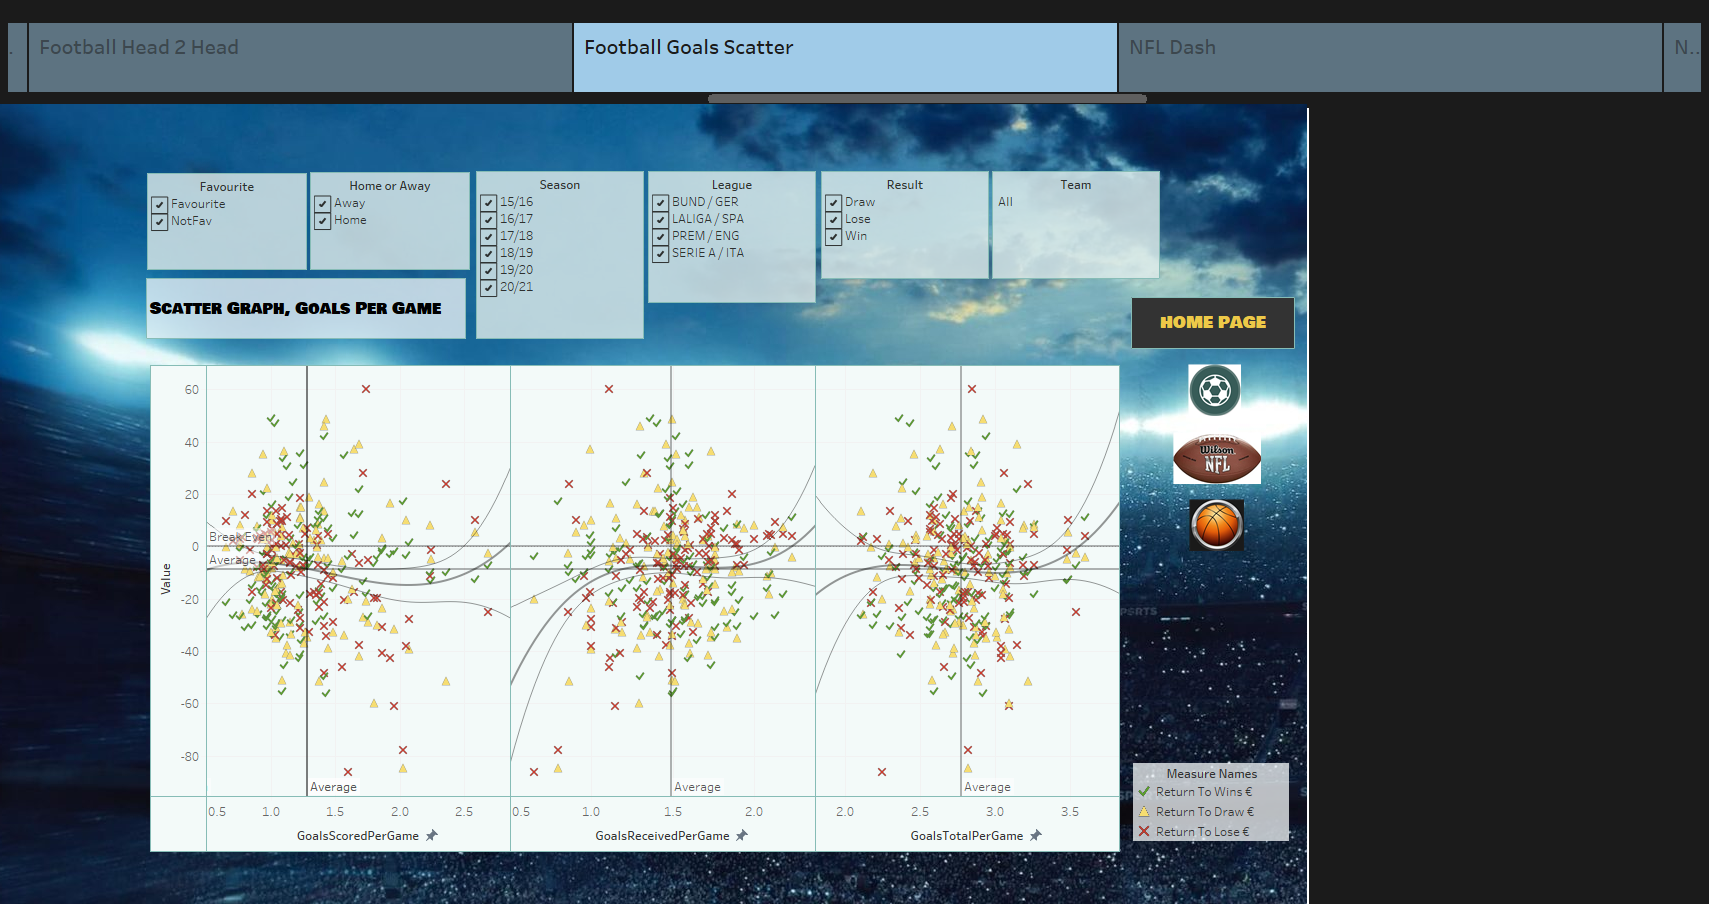 Football Head 2 Head
Football Goals Scatter
NFL Dash
N..
Favourite
Favourite
NotFav
Home or Away
Away
Home
Season
15/16
16/17
17/18
18/19
19/20
20/21
League
BUND / GER
LALIGA / SPA
PREM / ENG
SERIE A / ITA
Result
Draw
Lose
Win
Team
All
Scatter Graph, Goals Per Game
HOME PAGE
Wilson
NFL
60
40
20
0
-20
-40
-60
-80
Value
Break Even
Average
Average
Average
Average
0.5 1.0 1.5 2.0 2.5
0.5 1.0 1.5 2.0
2.0 2.5 3.0 3.5
GoalsScoredPerGame
GoalsReceivedPerGame
GoalsTotalPerGame
Measure Names
Return To Wins €
Return To Draw €
Return To Lose €